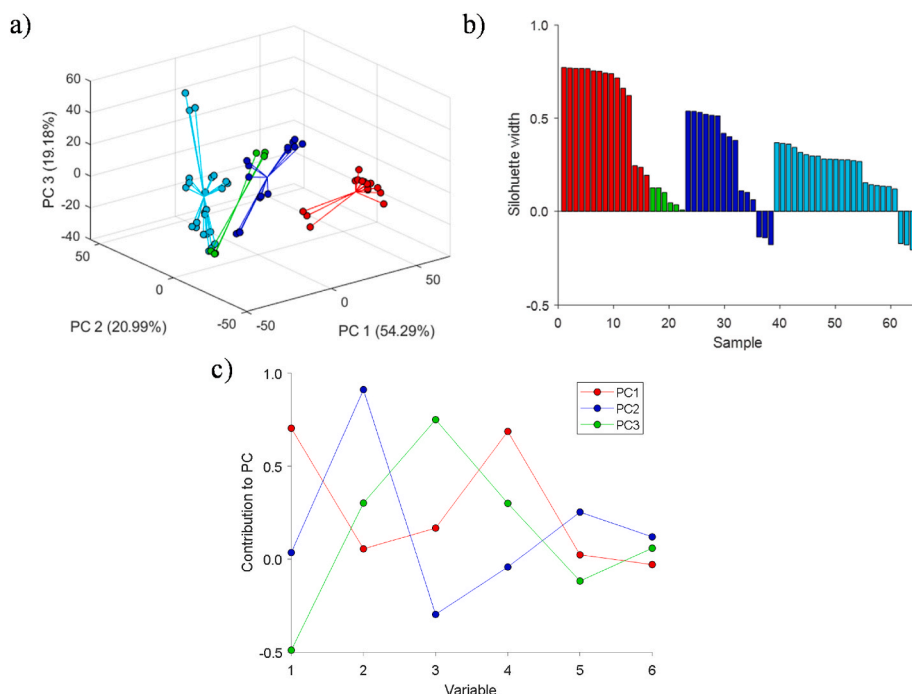 a)
60
40
20
0
-20
-40
PC 3 (19.18%)
50
0
-50
PC 2 (20.99%)
-50
0
50
PC 1 (54.29%)
b)
1.0
0.5
0.0
-0.5
Silohuette width
0
10
20
30
40
50
60
Sample
c)
1.0
0.5
0.0
-0.5
Contribution to PC
PC1
PC2
PC3
1
2
3
4
5
6
Variable